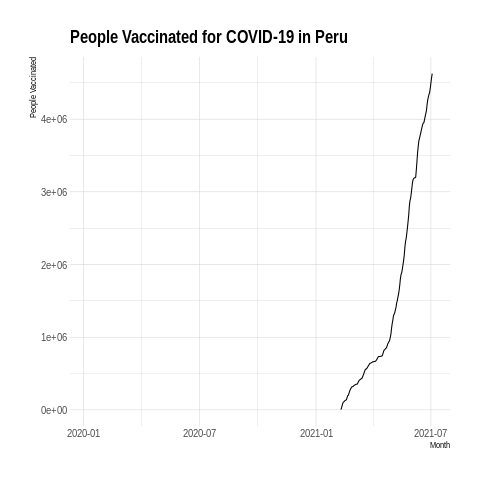 People Vaccinated for COVID-19 in Peru
People Vaccinated
4e+06
3e+06
2e+06
1e+06
0e+00
2020-01 2020-07 2021-01 2021-07
Month